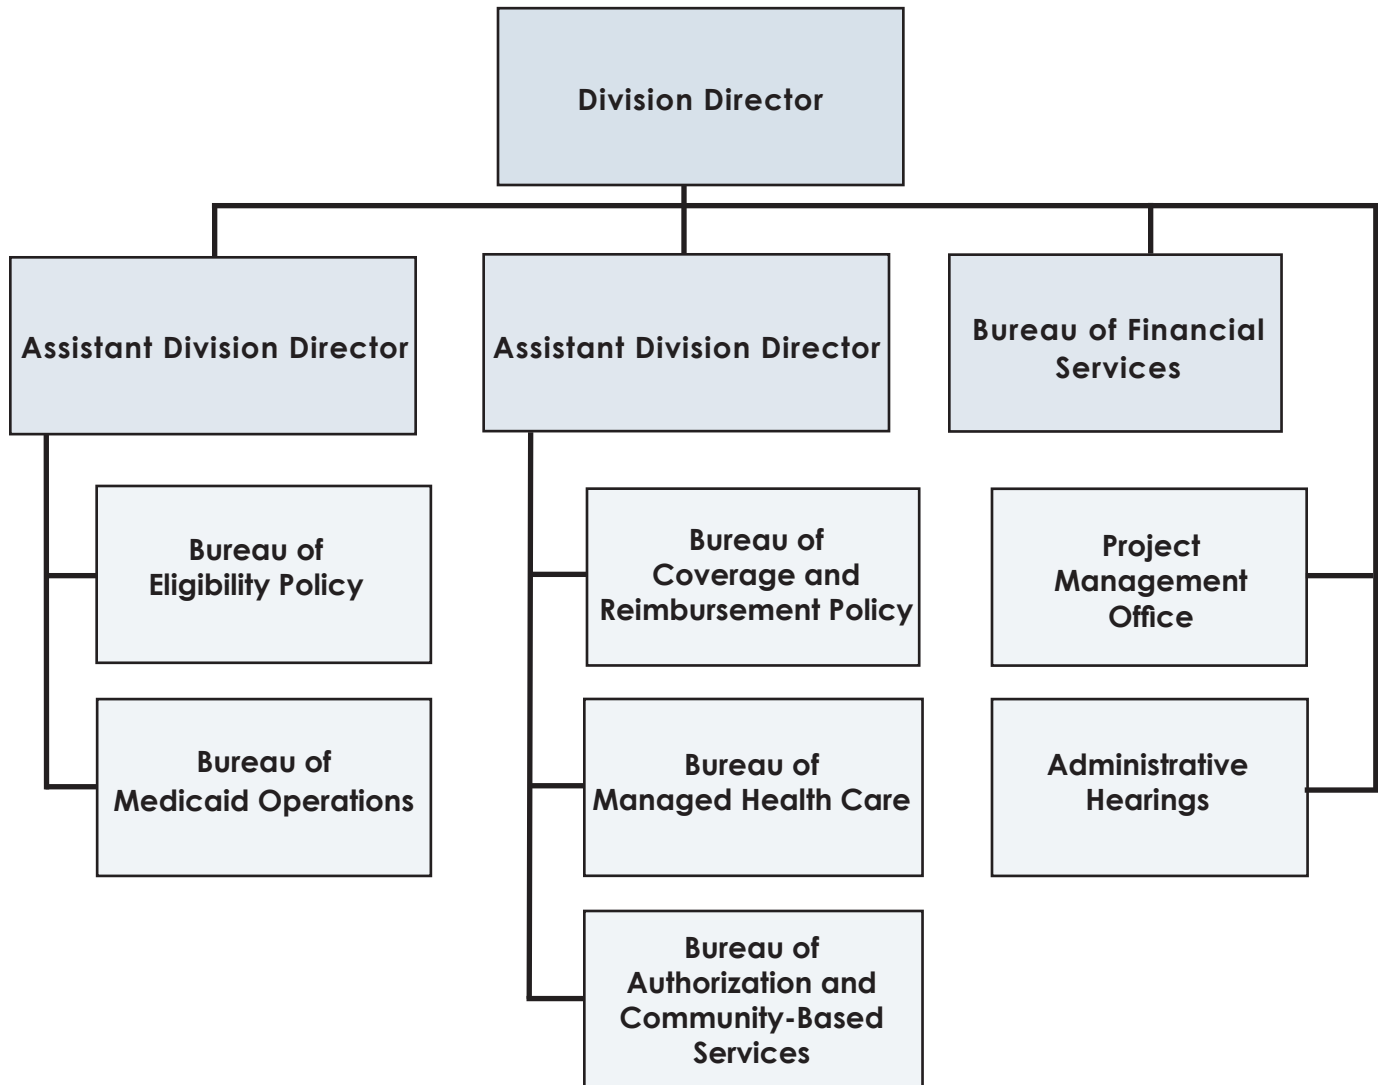 Division Director
Assistant Division Director
Assistant Division Director
Bureau of Financial
Services
Bureau of
Eligibility Policy
Bureau of
Medicaid Operations
Bureau of
Coverage and
Reimbursement Policy
Bureau of
Managed Health Care
Bureau of
Authorization and
Community-Based
Services
Project
Management
Office
Administrative
Hearings